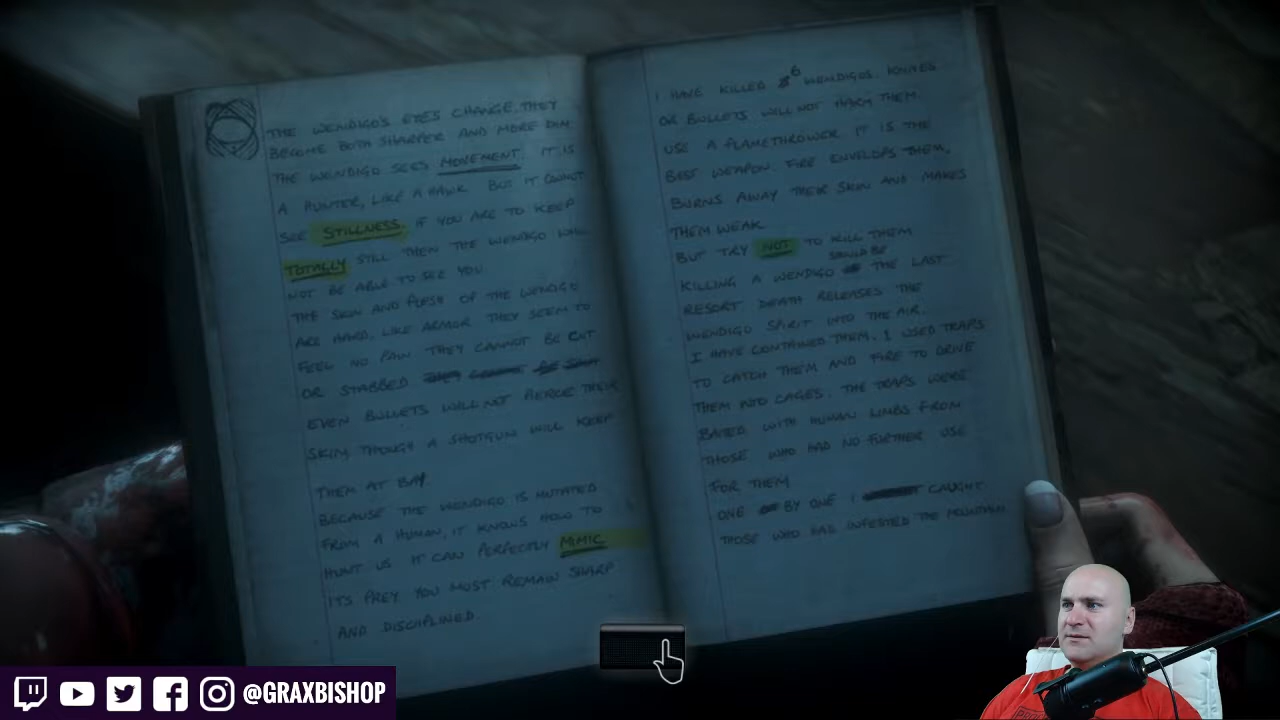 THE WENDIGO'S EYES CHANGE. THEY
BECOME BOTH SHARPER AND MORE DIM
THE WENDIGO SEES MOVEMENT. IT IS
A HUNTER, LIKE A HAWK. BUT IT CANNOT
SEE STILLNESS. IF YOU ARE TO KEEP
TOTALLY STILL THEN THE WENDIGO WILL
NOT BE ABLE TO SEE YOU
THE SKIN AND FLESH OF THE WENDIGO
ARE HARD, LIKE ARMOR THEY SEEM TO
FEEL NO PAIN THEY CANNOT BE CUT
OR STABBED
EVEN BULLETS WILL NOT PIERCE THEIR
SKIN, THOUGH A SHOTGUN WILL KEEP
THEM AT BAY
BECAUSE THE WENDIGO IS MUTATED
FROM A HUMAN, IT KNOWS HOW TO
HUNT US IT CAN PERFECTLY MIMIC
ITS PREY YOU MUST REMAIN SHARP
AND DISCIPLINED.
I HAVE KILLED 6 WENDIGOS. KNIVES
OR BULLETS WILL NOT HARM THEM.
USE A FLAMETHROWER IT IS THE
BEST WEAPON. FIRE ENVELOPS THEM,
BURNS AWAY THEIR SKIN AND MAKES
THEM WEAK
BUT TRY NOT TO KILL THEM
KILLING A WENDIGO SHOULD BE THE LAST
RESORT DEATH RELEASES THE
WENDIGO SPIRIT INTO THE AIR.
I HAVE CONTAINED THEM. I USED TRAPS
TO CATCH THEM AND FIRE TO DRIVE
THEM INTO CAGES. THE TRAPS WERE
BAITED WITH HUMAN LIMBS FROM
THOSE WHO HAD NO FURTHER USE
FOR THEM
ONE BY ONE I CAUGHT
THOSE WHO HAD INFESTED THE MOUNTAIN
@GRAXBISHOP